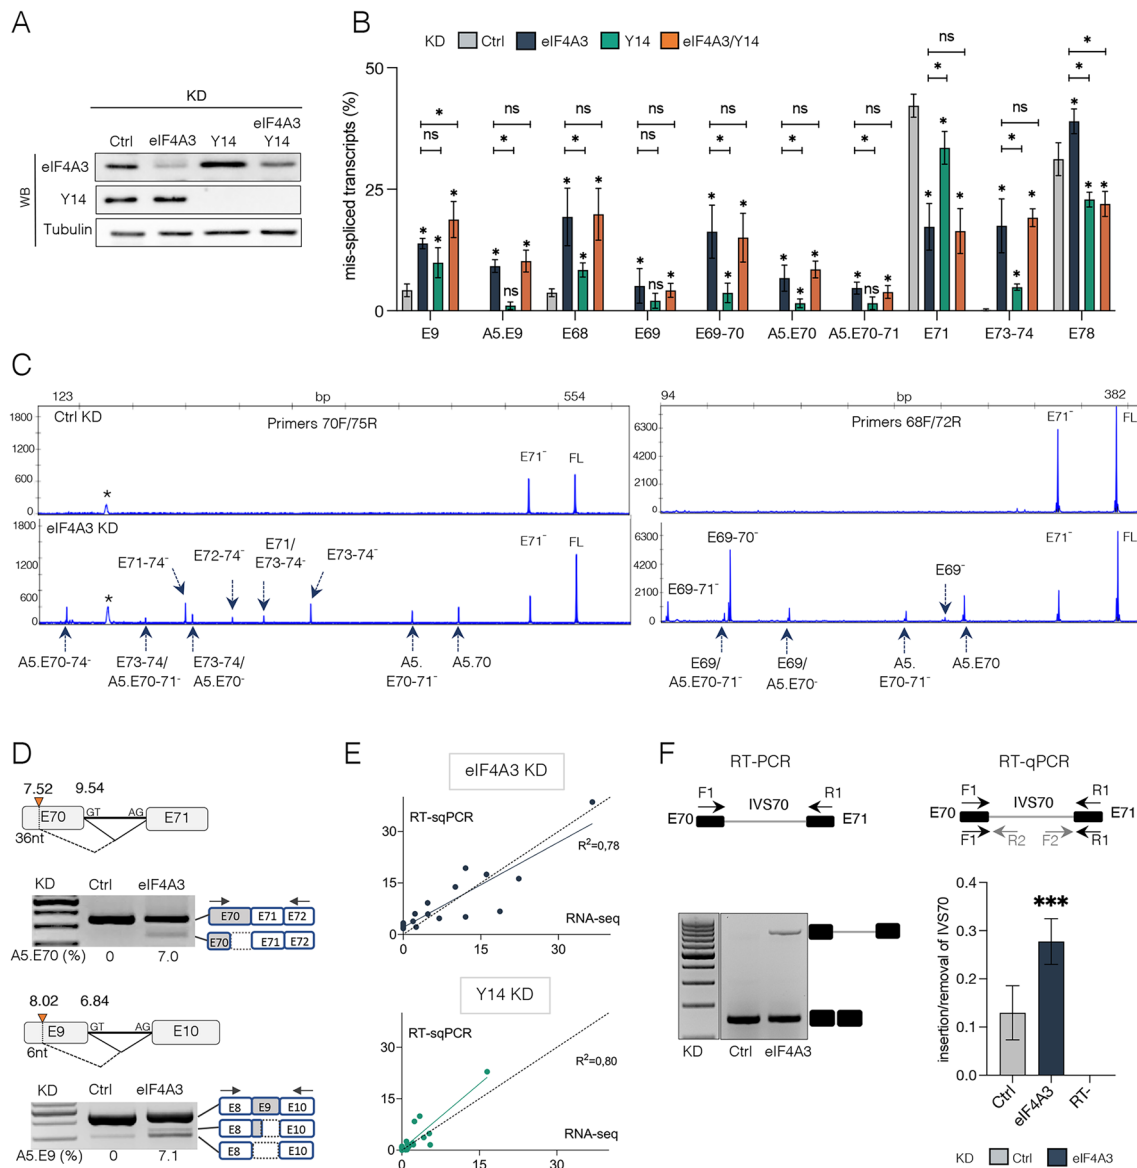 A
KD
Ctrl
eIF4A3
Y14
eIF4A3
Y14
WB
eIF4A3
Y14
Tubulin
B
KD
Ctrl
eIF4A3
Y14
eIF4A3/Y14
mis-spliced transcripts (%)
50
25
0
* ns ns ns ns ns ns ns ns *
ns * * ns * * * * * *
* * *
* ns *
* * *
* ns *
* * *
* * *
* ns *
* * *
* * *
* * *
E9
A5.E9
E68
E69
E69-70
A5.E70
A5.E70-71
E71
E73-74
E78
C
123
bp
554
Ctrl KD
Primers 70F/75R
1800
1200
600
0
*
E71⁻
FL
eIF4A3 KD
1800
1200
600
0
E71-74⁻
*
E72-74⁻
E71/
E73-74⁻
E73-74⁻
E71⁻
FL
A5.E70-74⁻
E73-74/
A5.E70-71⁻
E73-74/
A5.E70⁻
A5.
E70-71⁻
A5.70
94
bp
382
Primers 68F/72R
6300
4200
2100
0
E71⁻
FL
6300
4200
2100
0
E69-70⁻
E69-71⁻
E69⁻
E71⁻
FL
E69/
A5.E70-71⁻
E69/
A5.E70⁻
A5.
E70-71⁻
A5.E70
D
7.52
9.54
E70
GT
AG
E71
36nt
KD
Ctrl
eIF4A3
E70 E71 E72
E70 E71 E72
A5.E70 (%)
0
7.0
8.02
6.84
E9
GT
AG
E10
6nt
KD
Ctrl
eIF4A3
E8 E9 E10
E8 E10
E8 E10
A5.E9 (%)
0
7.1
E
eIF4A3 KD
RT-sqPCR
30
15
0
R²=0,78
RNA-seq
0
15
30
Y14 KD
RT-sqPCR
30
15
0
R²=0,80
RNA-seq
0
15
30
F
RT-PCR
F1
R1
IVS70
E70
E71
KD
Ctrl
eIF4A3
RT-qPCR
F1
R1
IVS70
E70
E71
F1
R2
F2
R1
insertion/removal of IVS70
0.4
0.3
0.2
0.1
0.0
***
Ctrl
eIF4A3
RT-
Ctrl
eIF4A3